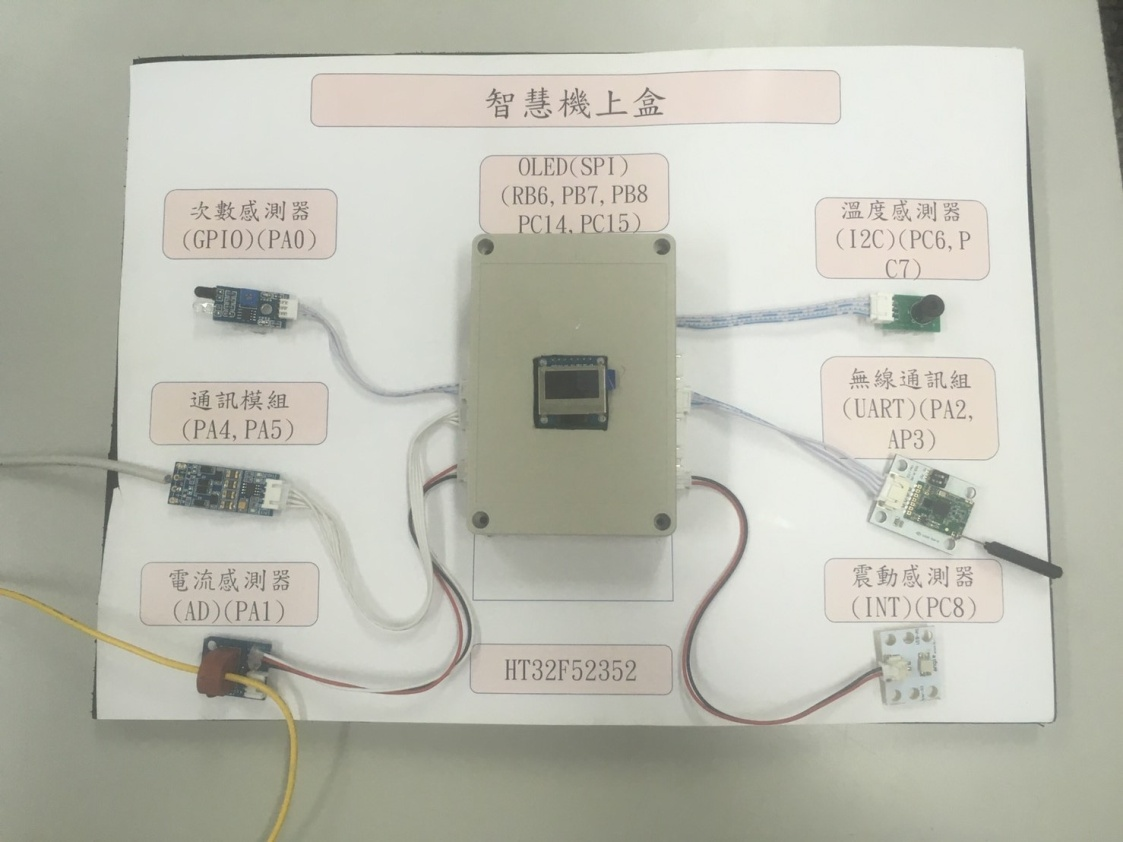 智慧機上盒
OLED(SPI)
(RB6,PB7,PB8
PC14,PC15)
次數感測器
(GPIO)(PA0)
溫度感測器
(I2C)(PC6,P
C7)
通訊模組
(PA4,PA5)
無線通訊組
(UART)(PA2,
AP3)
電流感測器
(AD)(PA1)
震動感測器
(INT)(PC8)
HT32F52352